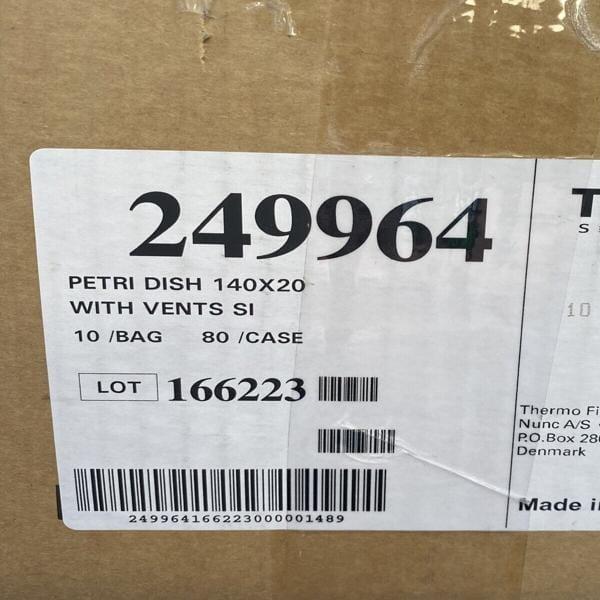 249964
PETRI DISH 140X20
WITH VENTS SI
10 /BAG 80 /CASE
LOT 166223
249964166223000001489
T
S
10
Thermo Fi
Nunc A/S
P.O.Box 28
Denmark
Made i